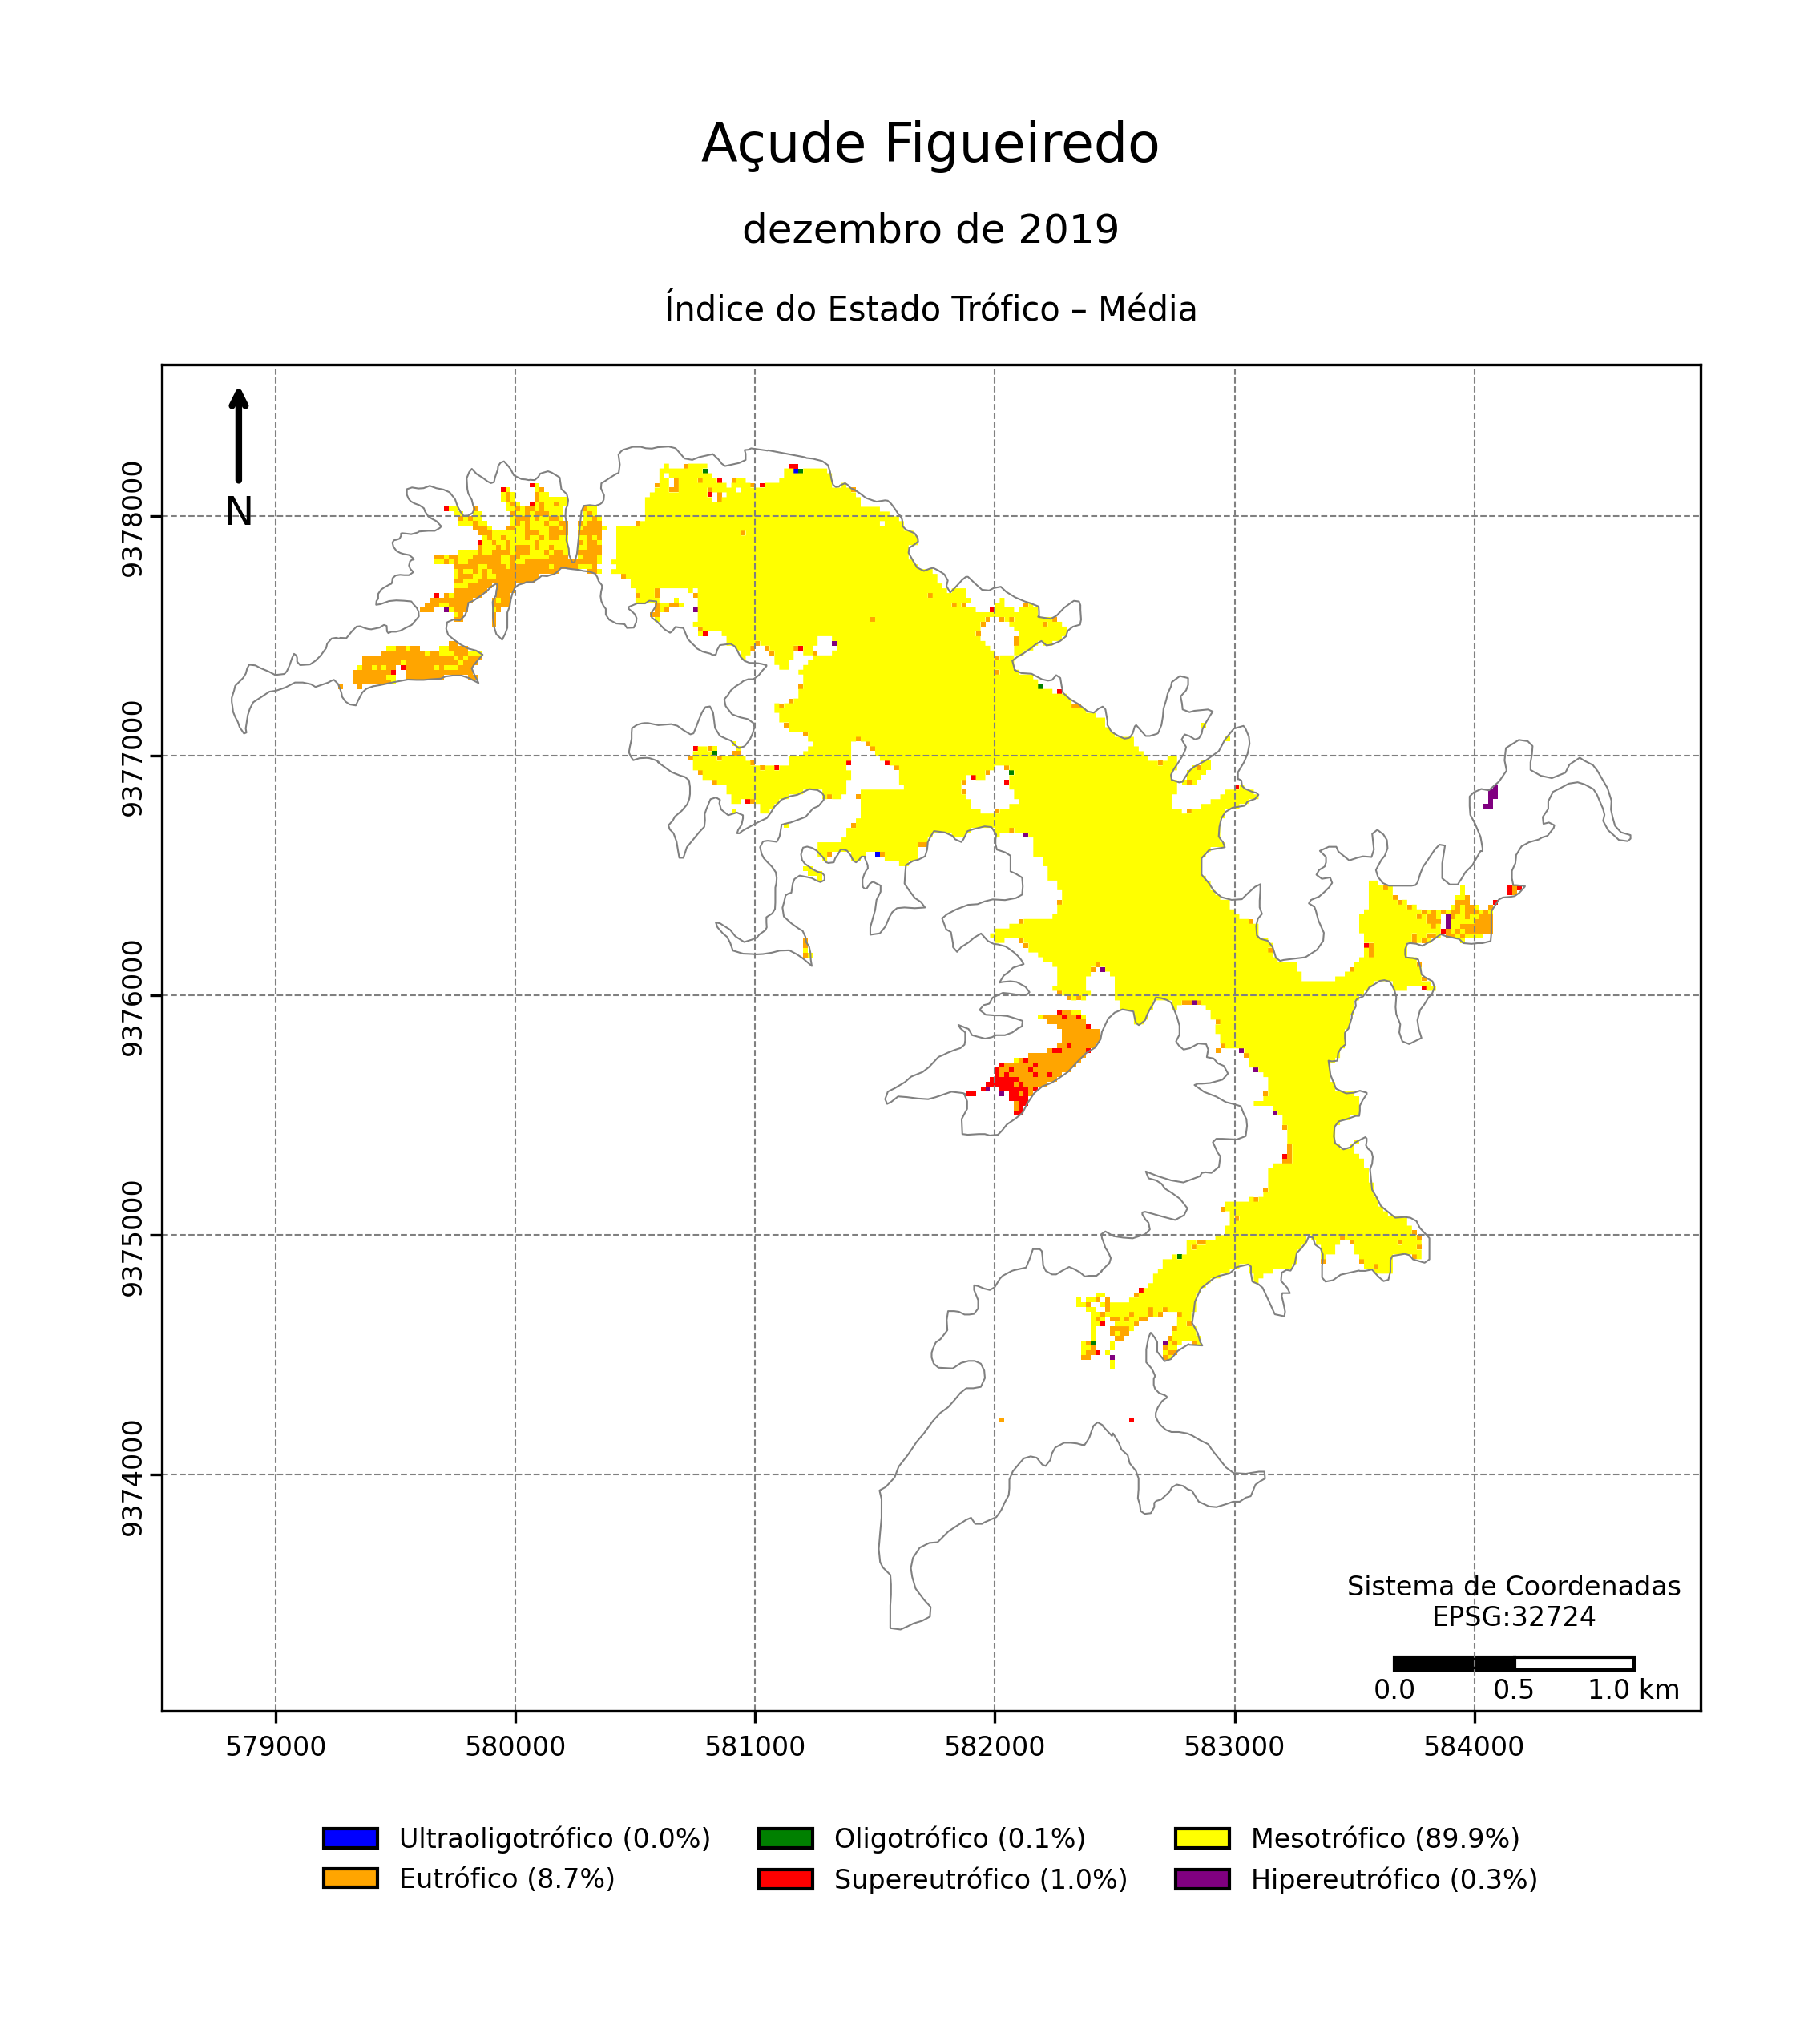 Açude Figueiredo
dezembro de 2019
Índice do Estado Trófico – Média
N
9378000
9377000
9376000
9375000
9374000
Sistema de Coordenadas
EPSG:32724
0.0 0.5 1.0 km
579000 580000 581000 582000 583000 584000
Ultraoligotrófico (0.0%) Oligotrófico (0.1%) Mesotrófico (89.9%)
Eutrófico (8.7%) Supereutrófico (1.0%) Hipereutrófico (0.3%)